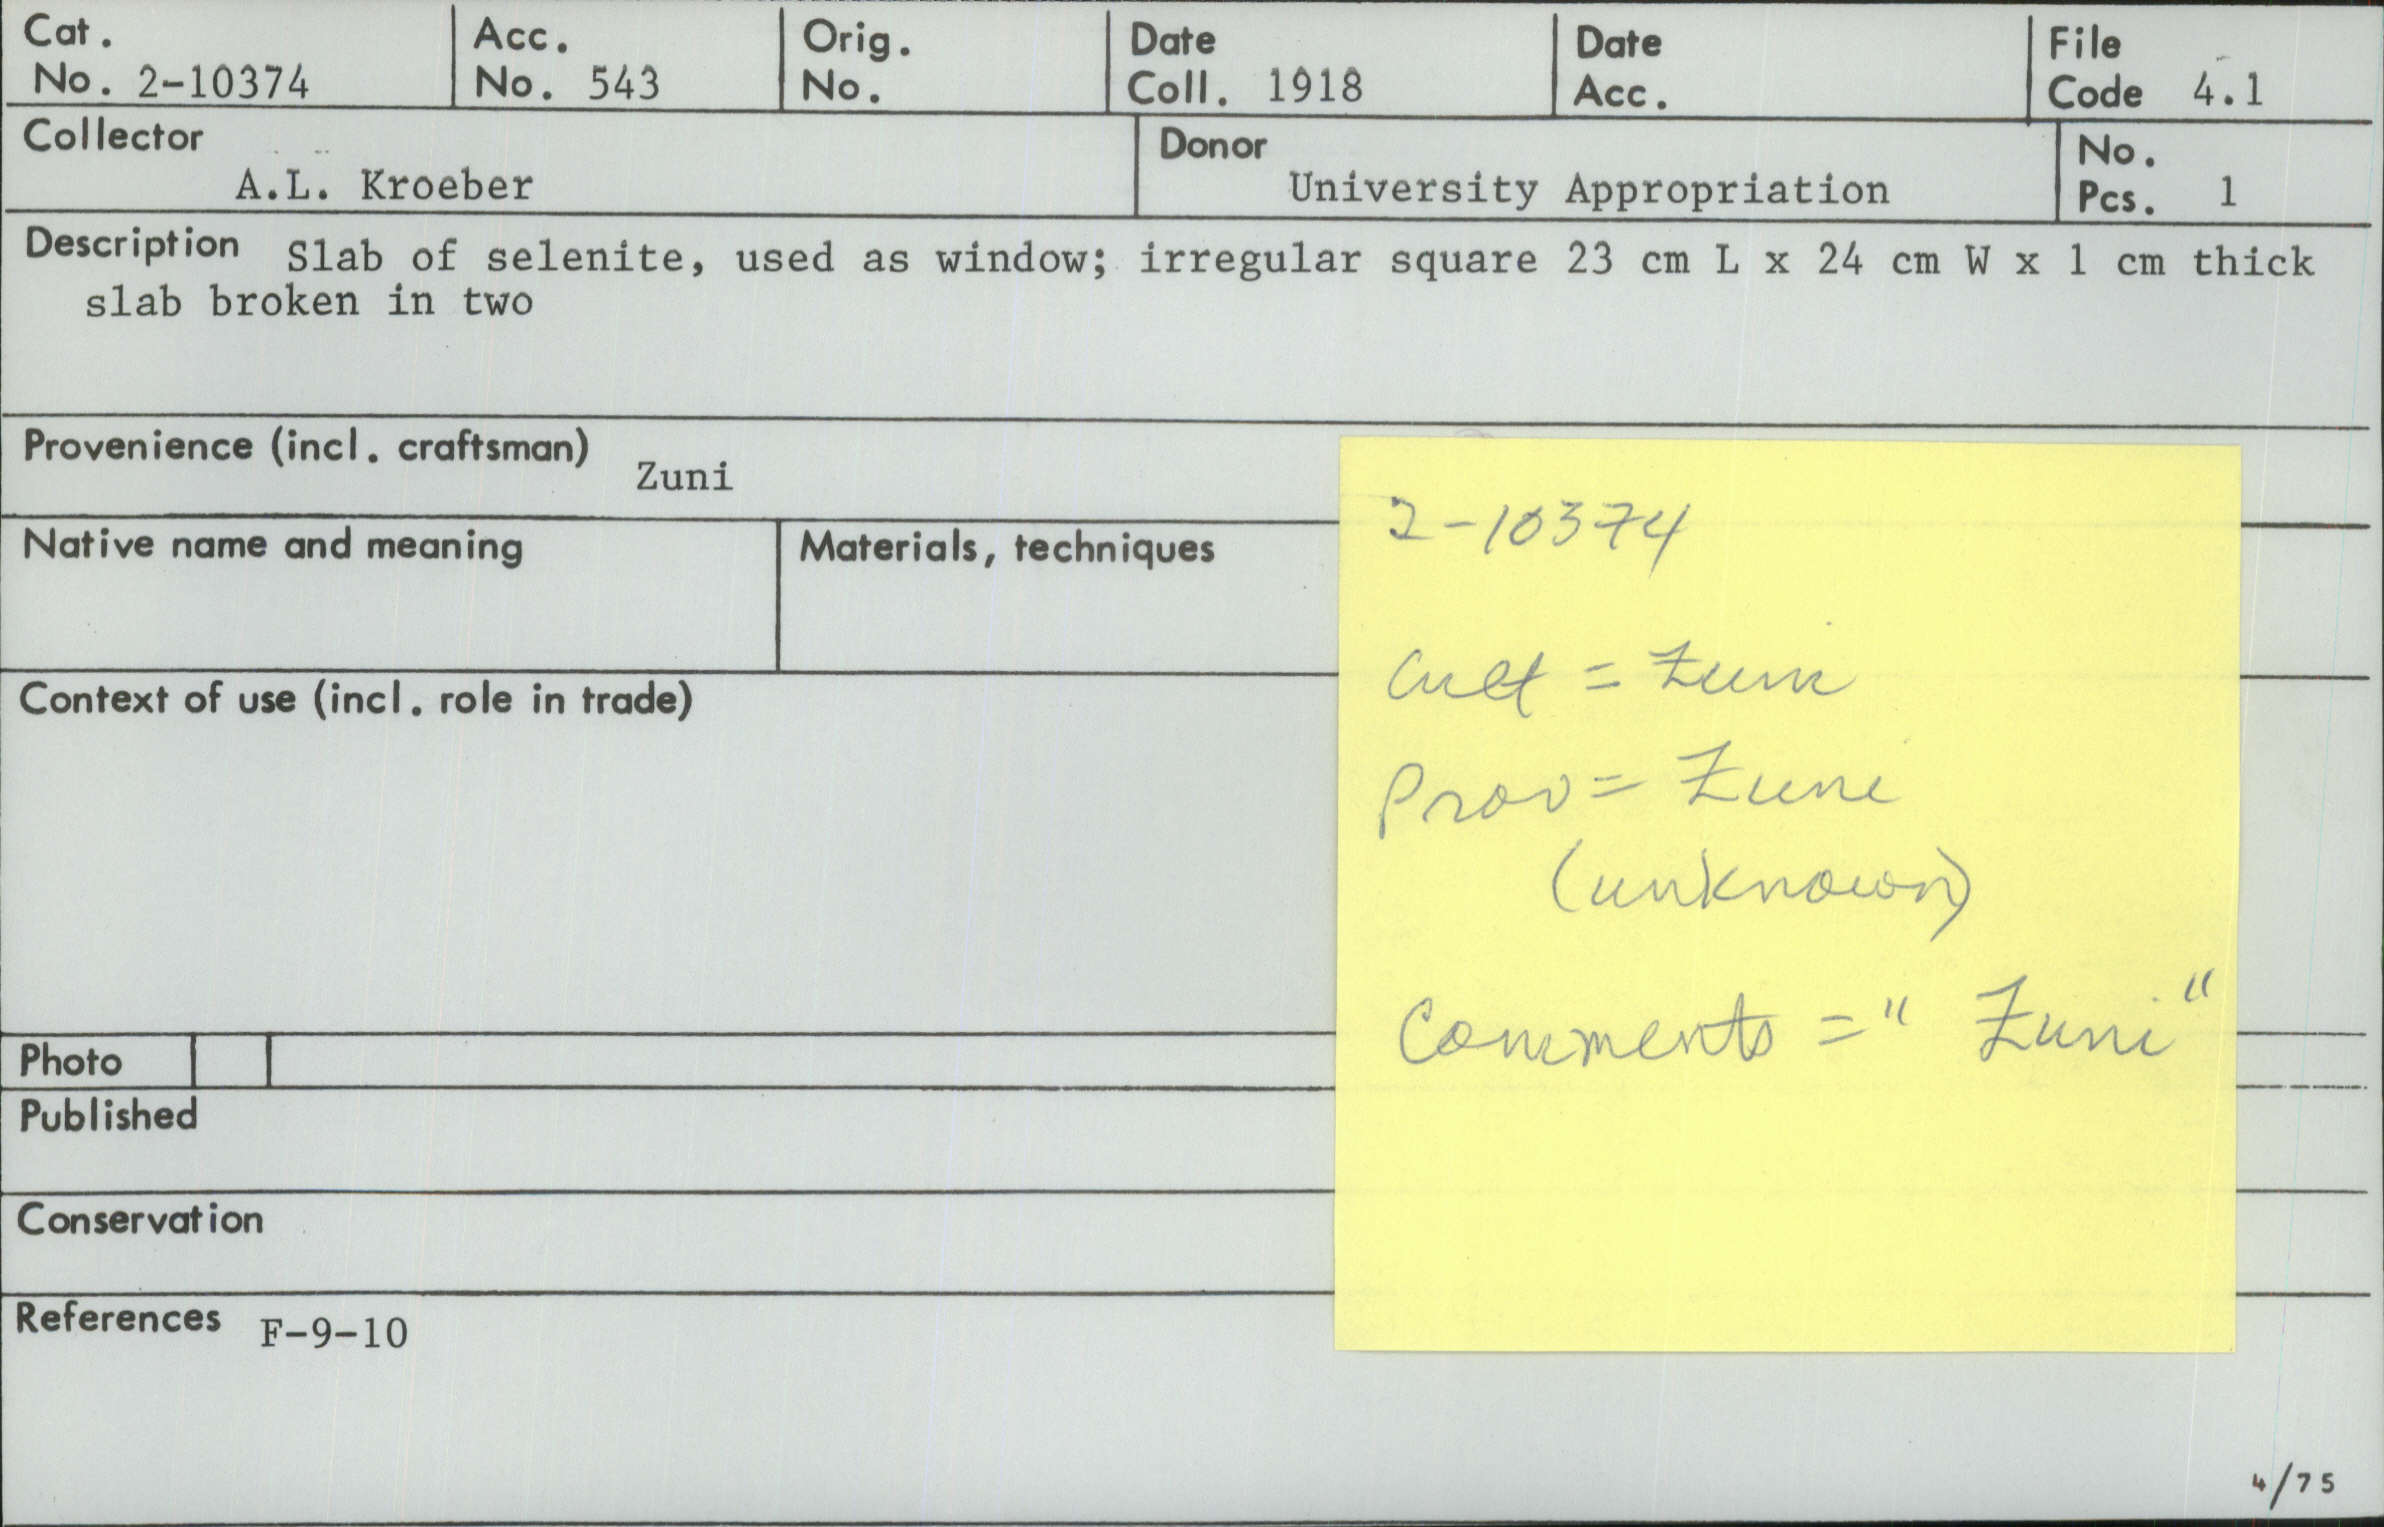 Cat. No. 2-10374
Acc. No. 543
Orig. No.
Date Coll. 1918
Date Acc.
File Code 4.1
Collector A.L. Kroeber
Donor University Appropriation
No. Pcs. 1
Description Slab of selenite, used as window; irregular square 23 cm L x 24 cm W x 1 cm thick
slab broken in two
Provenience (incl. craftsman) Zuni
Native name and meaning
Materials, techniques
Context of use (incl. role in trade)
Photo
Published
Conservation
References F-9-10
4/75
2-10374
Cult = Zuni
Prov = Zuni
(unknown)
Comments = " Zuni"